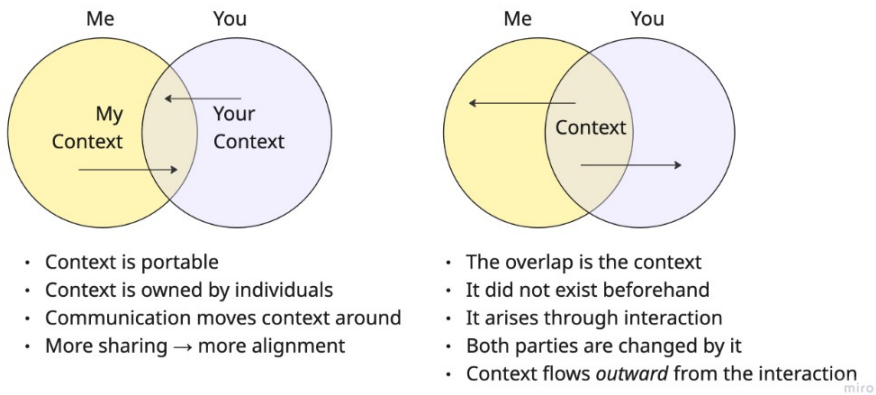 Me
You
My
Context
Your
Context
• Context is portable
• Context is owned by individuals
• Communication moves context around
• More sharing → more alignment
Me
You
Context
• The overlap is the context
• It did not exist beforehand
• It arises through interaction
• Both parties are changed by it
• Context flows outward from the interaction
miro